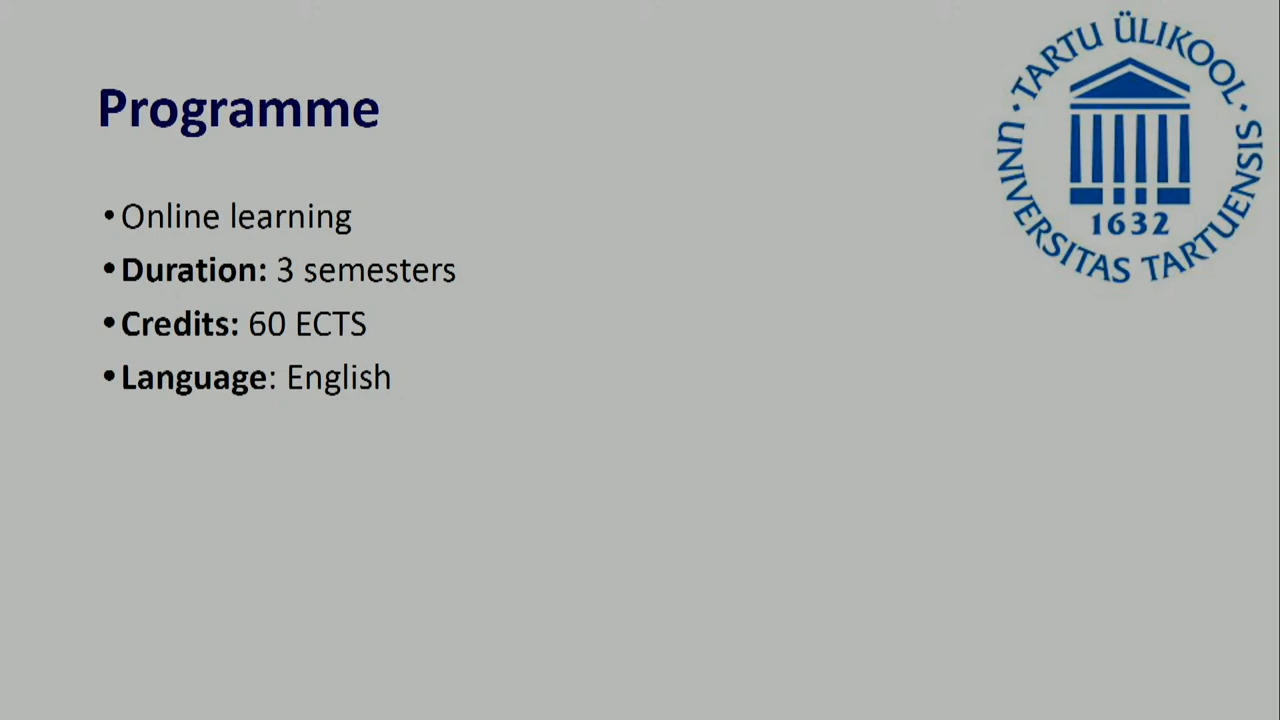 Programme
• Online learning
• Duration: 3 semesters
• Credits: 60 ECTS
• Language: English
· TARTU ÜLIKOOL ·
UNIVERSITAS TARTUENSIS
1632